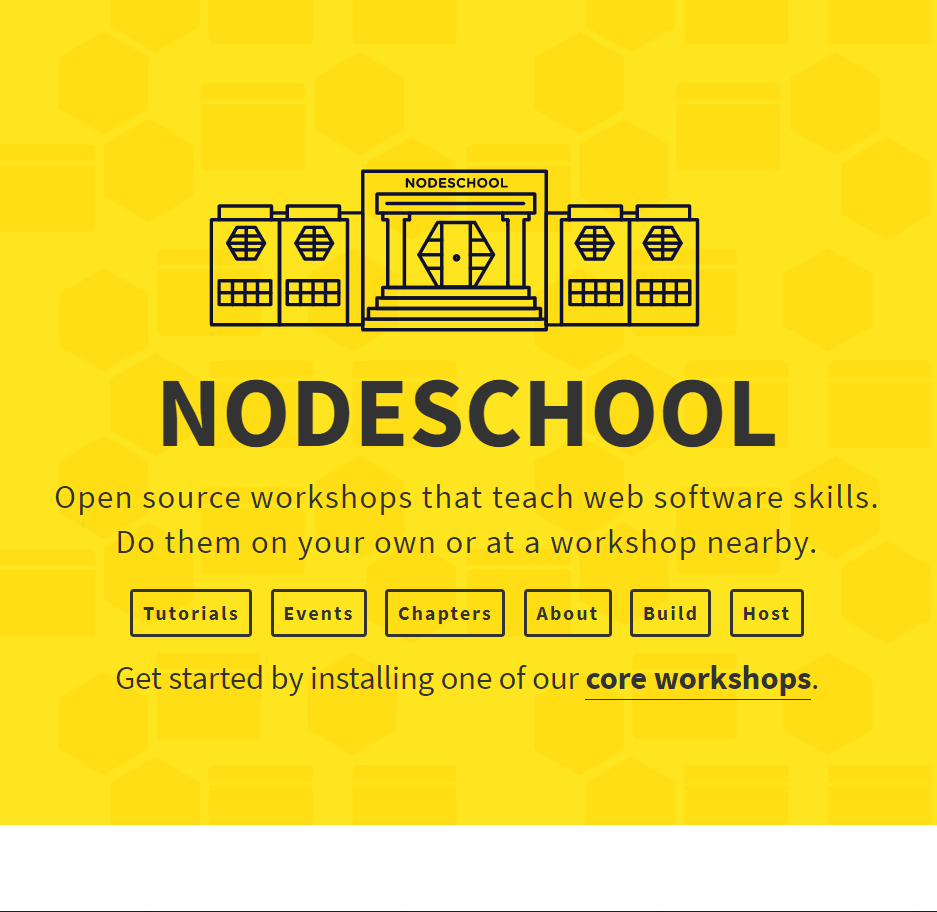 NODESCHOOL
NODESCHOOL
Open source workshops that teach web software skills.
Do them on your own or at a workshop nearby.
Tutorials Events Chapters About Build Host
Get started by installing one of our core workshops.